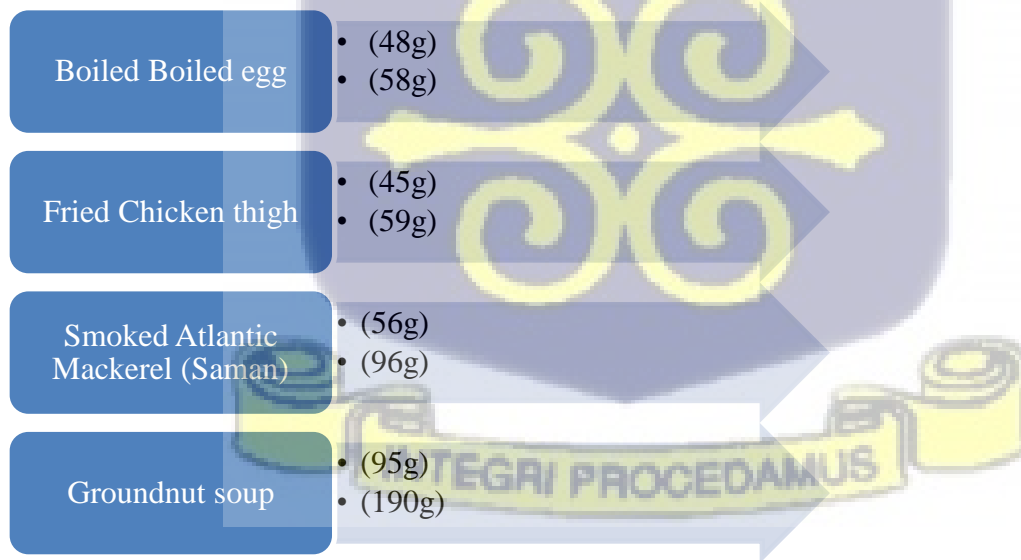 Boiled Boiled egg
• (48g)
• (58g)
Fried Chicken thigh
• (45g)
• (59g)
Smoked Atlantic
Mackerel (Saman)
• (56g)
• (96g)
Groundnut soup
• (95g)
• (190g)
INTEGRI PROCEDAMUS